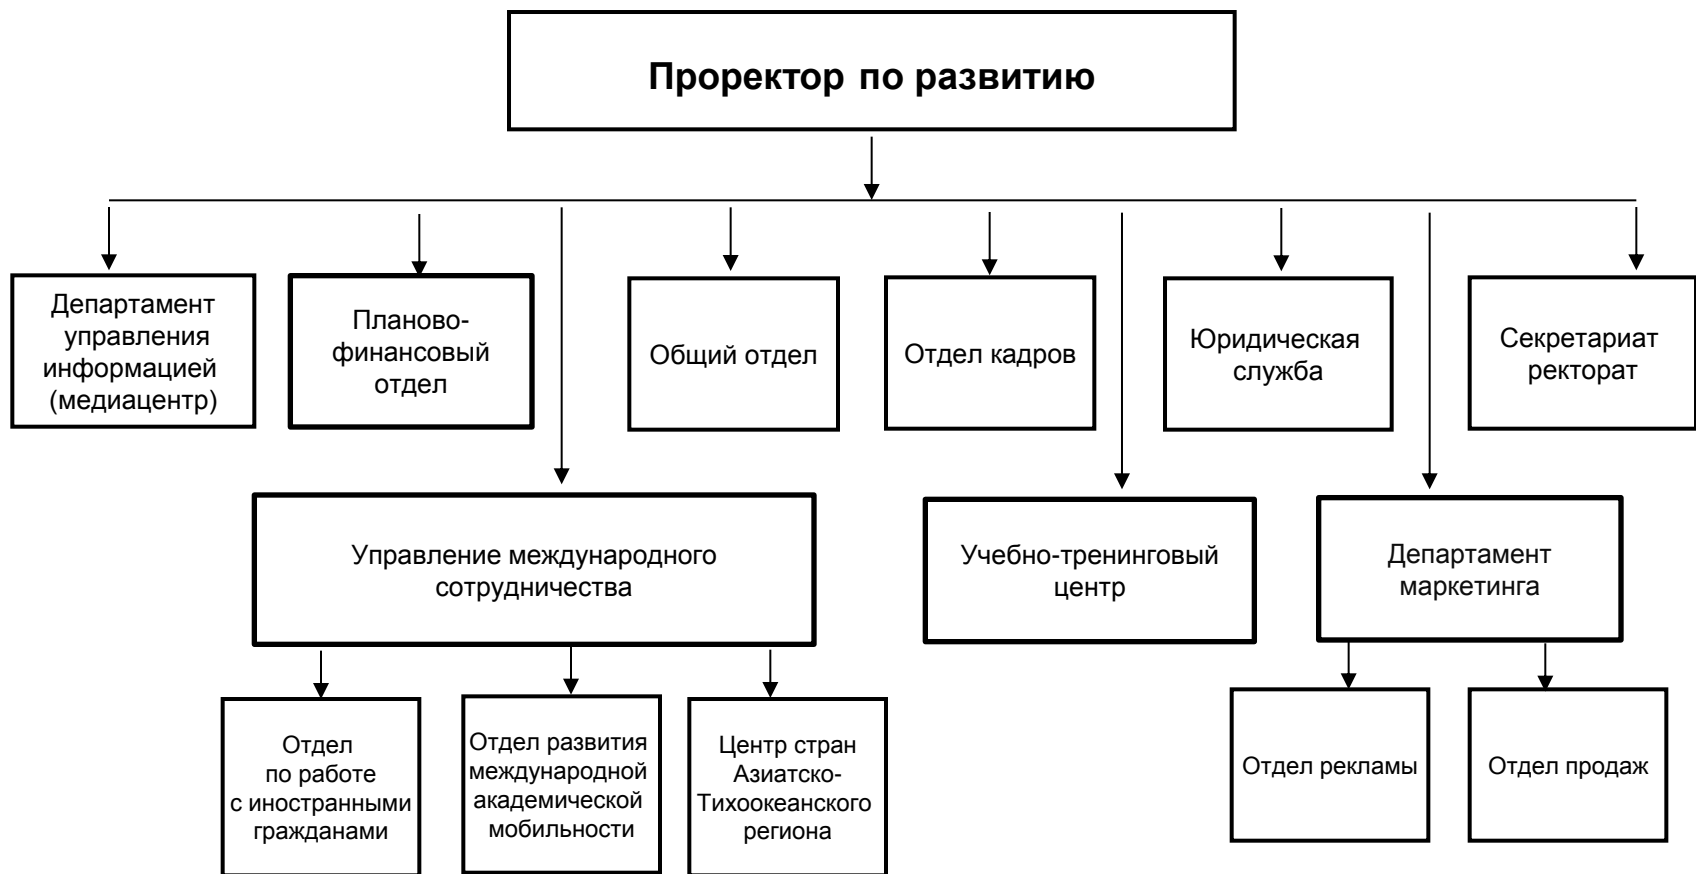 Проректор по развитию
Департамент
управления
информацией
(медиацентр)
Планово-
финансовый
отдел
Общий отдел
Отдел кадров
Юридическая
служба
Секретариат
ректорат
Управление международного
сотрудничества
Учебно-тренинговый
центр
Департамент
маркетинга
Отдел
по работе
с иностранными
гражданами
Отдел развития
международной
академической
мобильности
Центр стран
Азиатско-
Тихоокеанского
региона
Отдел рекламы
Отдел продаж